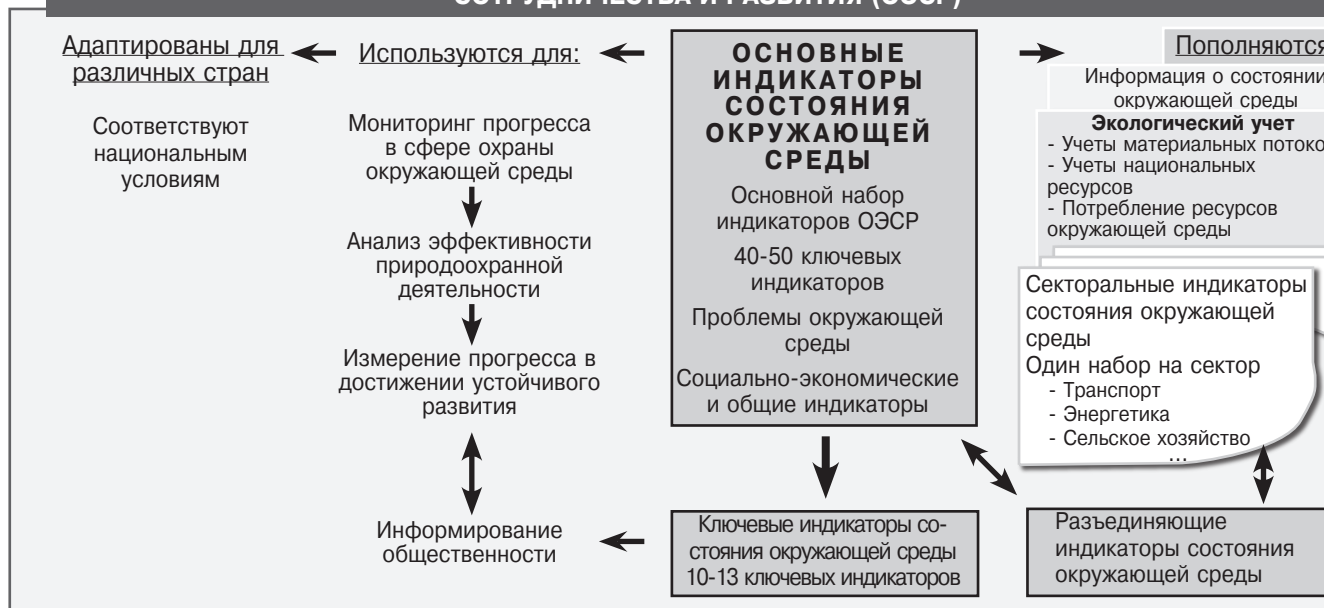 СОТРУДНИЧЕСТВА И РАЗВИТИЯ (ОЭСР)
Адаптированы для
различных стран
Соответствуют
национальным
условиям
Используются для:
Мониторинг прогресса
в сфере охраны
окружающей среды
Анализ эффективности
природоохранной
деятельности
Измерение прогресса в
достижении устойчивого
развития
Информирование
общественности
ОСНОВНЫЕ
ИНДИКАТОРЫ
СОСТОЯНИЯ
ОКРУЖАЮЩЕЙ
СРЕДЫ
Основной набор
индикаторов ОЭСР
40-50 ключевых
индикаторов
Проблемы окружающей
среды
Социально-экономические
и общие индикаторы
Ключевые индикаторы со-
стояния окружающей среды
10-13 ключевых индикаторов
Пополняются
Информация о состоянии
окружающей среды
Экологический учет
- Учеты материальных потоко
- Учеты национальных
ресурсов
- Потребление ресурсов
окружающей среды
Секторальные индикаторы
состояния окружающей
среды
Один набор на сектор
- Транспорт
- Энергетика
- Сельское хозяйство
...
Разъединяющие
индикаторы состояния
окружающей среды